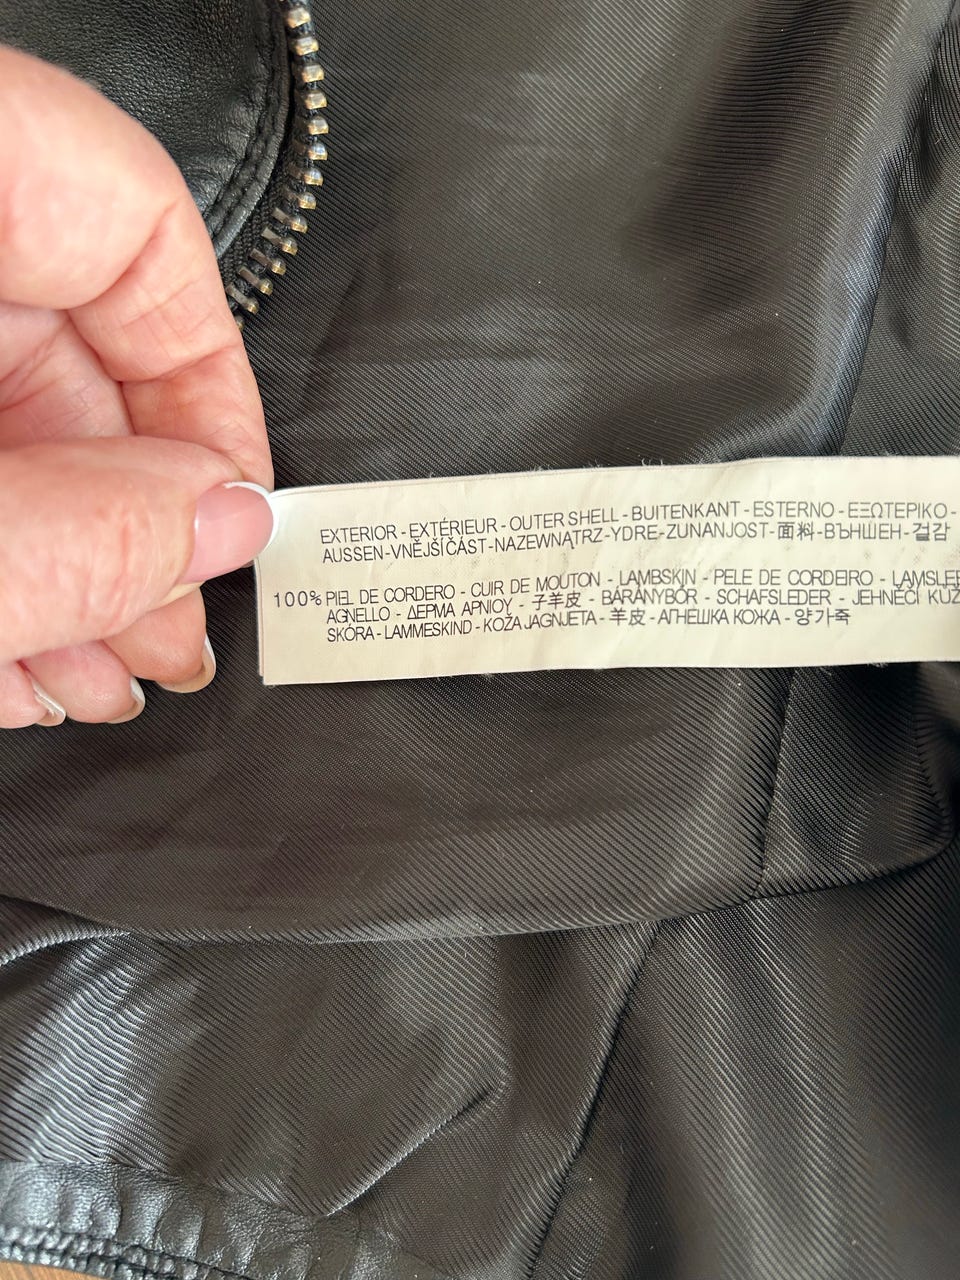 EXTERIOR - EXTÉRIEUR - OUTER SHELL - BUITENKANT - ESTERNO - ΕΞΩΤΕΡΙΚΟ -
AUSSEN-VNĚJŠÍ ČÁST-NAZEWNĄTRZ-YDRE-ZUNANJOST-面料-ВЪНШЕН-겉감
100% PIEL DE CORDERO - CUIR DE MOUTON - LAMBSKIN - PELE DE CORDEIRO -
AGNELLO - ΔΕΡΜΑ ΑΡΝΙΟΥ - 子羊皮 - BÁRÁNYBŐR - SCHAFSLEDER - JEHNĚČÍ
SKÓRA - LAMMESKIND - KOŽA JAGNJETA - 羊皮 - АГНЕШКА КОЖА - 양가죽